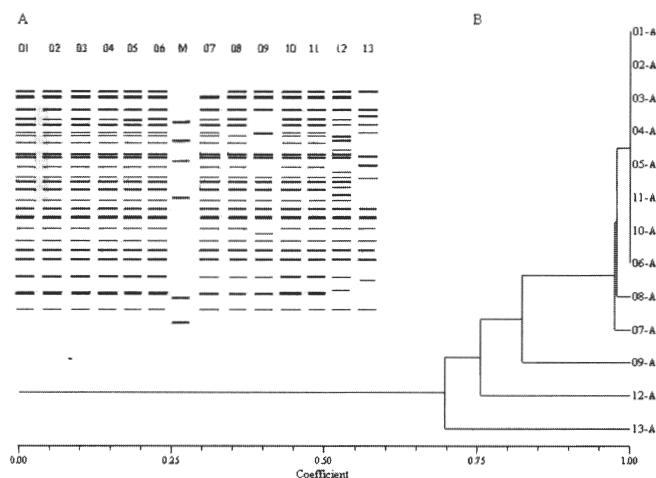 A B
01 02 03 04 05 06 M 07 08 09 10 11 12 13
01-A
02-A
03-A
04-A
05-A
11-A
10-A
06-A
08-A
07-A
09-A
12-A
13-A
0.00 0.25 0.50 0.75 1.00
Coefficient